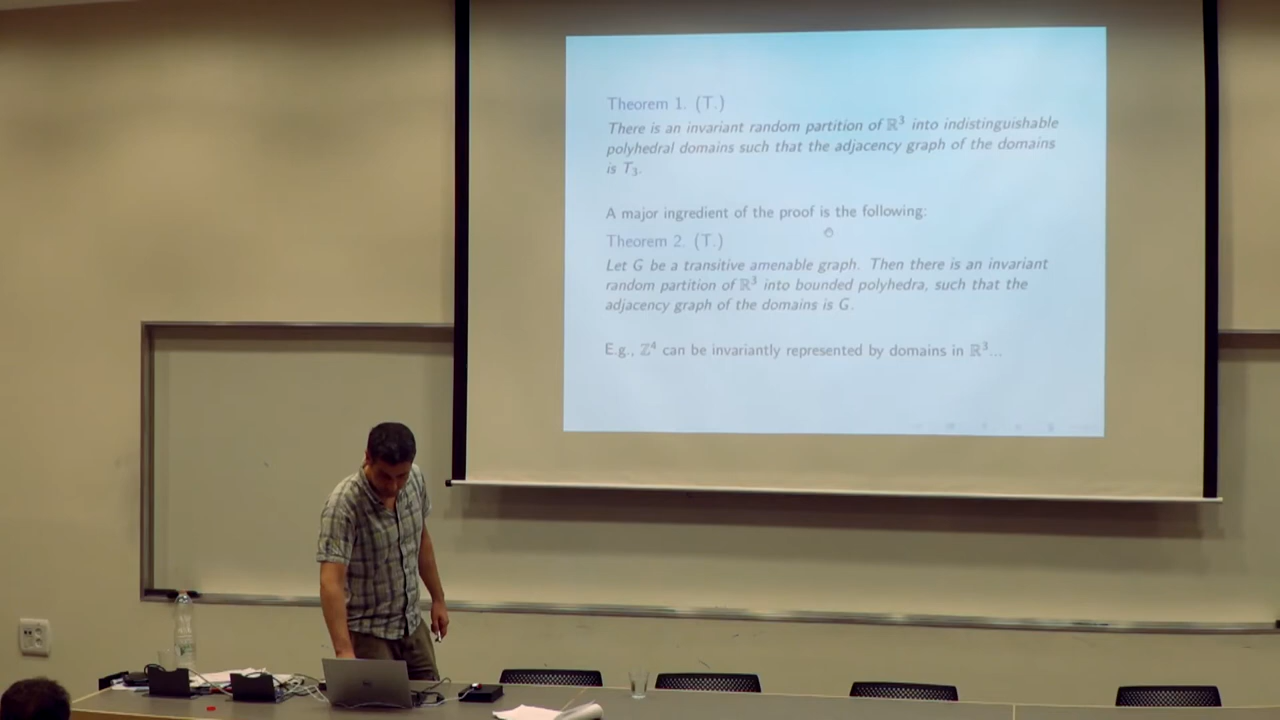 Theorem 1. (T.)
There is an invariant random partition of ℝ³ into indistinguishable
polyhedral domains such that the adjacency graph of the domains
is T₃.
A major ingredient of the proof is the following:
Theorem 2. (T.)
Let G be a transitive amenable graph. Then there is an invariant
random partition of ℝ³ into bounded polyhedra, such that the
adjacency graph of the domains is G.
E.g., ℤ⁴ can be invariantly represented by domains in ℝ³...